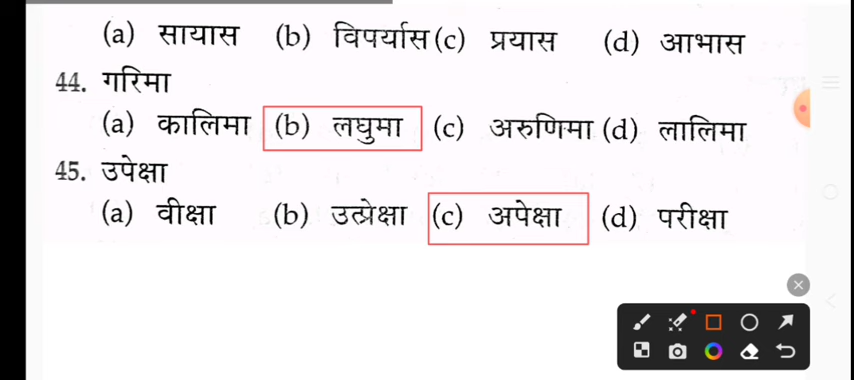 (a) सायास (b) विपर्यास (c) प्रयास (d) आभास
44. गरिमा
(a) कालिमा (b) लघुमा (c) अरुणिमा (d) लालिमा
45. उपेक्षा
(a) वीक्षा (b) उत्प्रेक्षा (c) अपेक्षा (d) परीक्षा